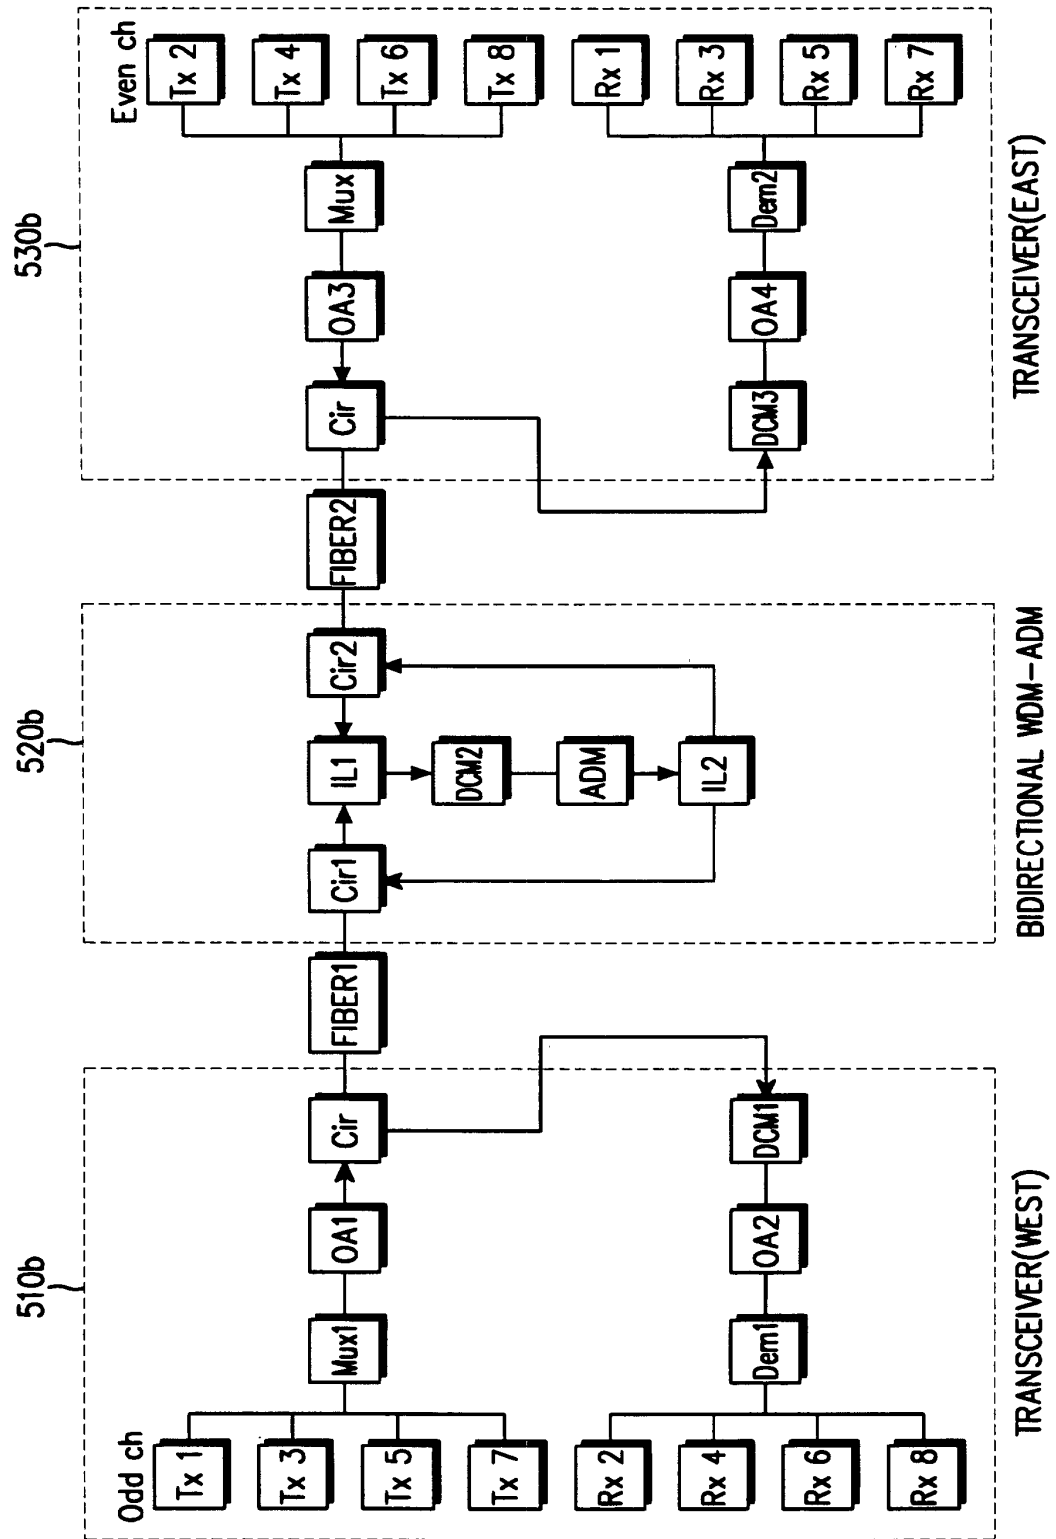 510b
520b
530b
Odd ch
Even ch
Tx 1
Tx 3
Tx 5
Tx 7
Rx 2
Rx 4
Rx 6
Rx 8
Mux1
OA1
Cir
Dem1
OA2
DCM1
FIBER1
Cir1
IL1
Cir2
DCM2
ADM
IL2
FIBER2
Cir
OA3
Mux
DCM3
OA4
Dem2
Tx 2
Tx 4
Tx 6
Tx 8
Rx 1
Rx 3
Rx 5
Rx 7
TRANSCEIVER(WEST)
BIDIRECTIONAL WDM-ADM
TRANSCEIVER(EAST)